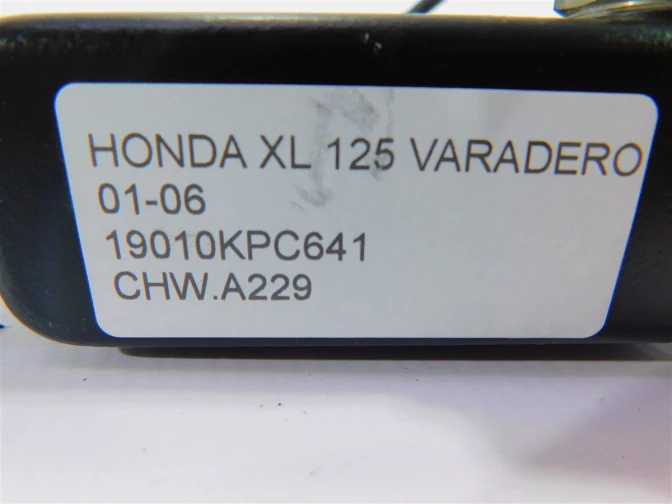 HONDA XL 125 VARADERO
01-06
19010KPC641
CHW.A229